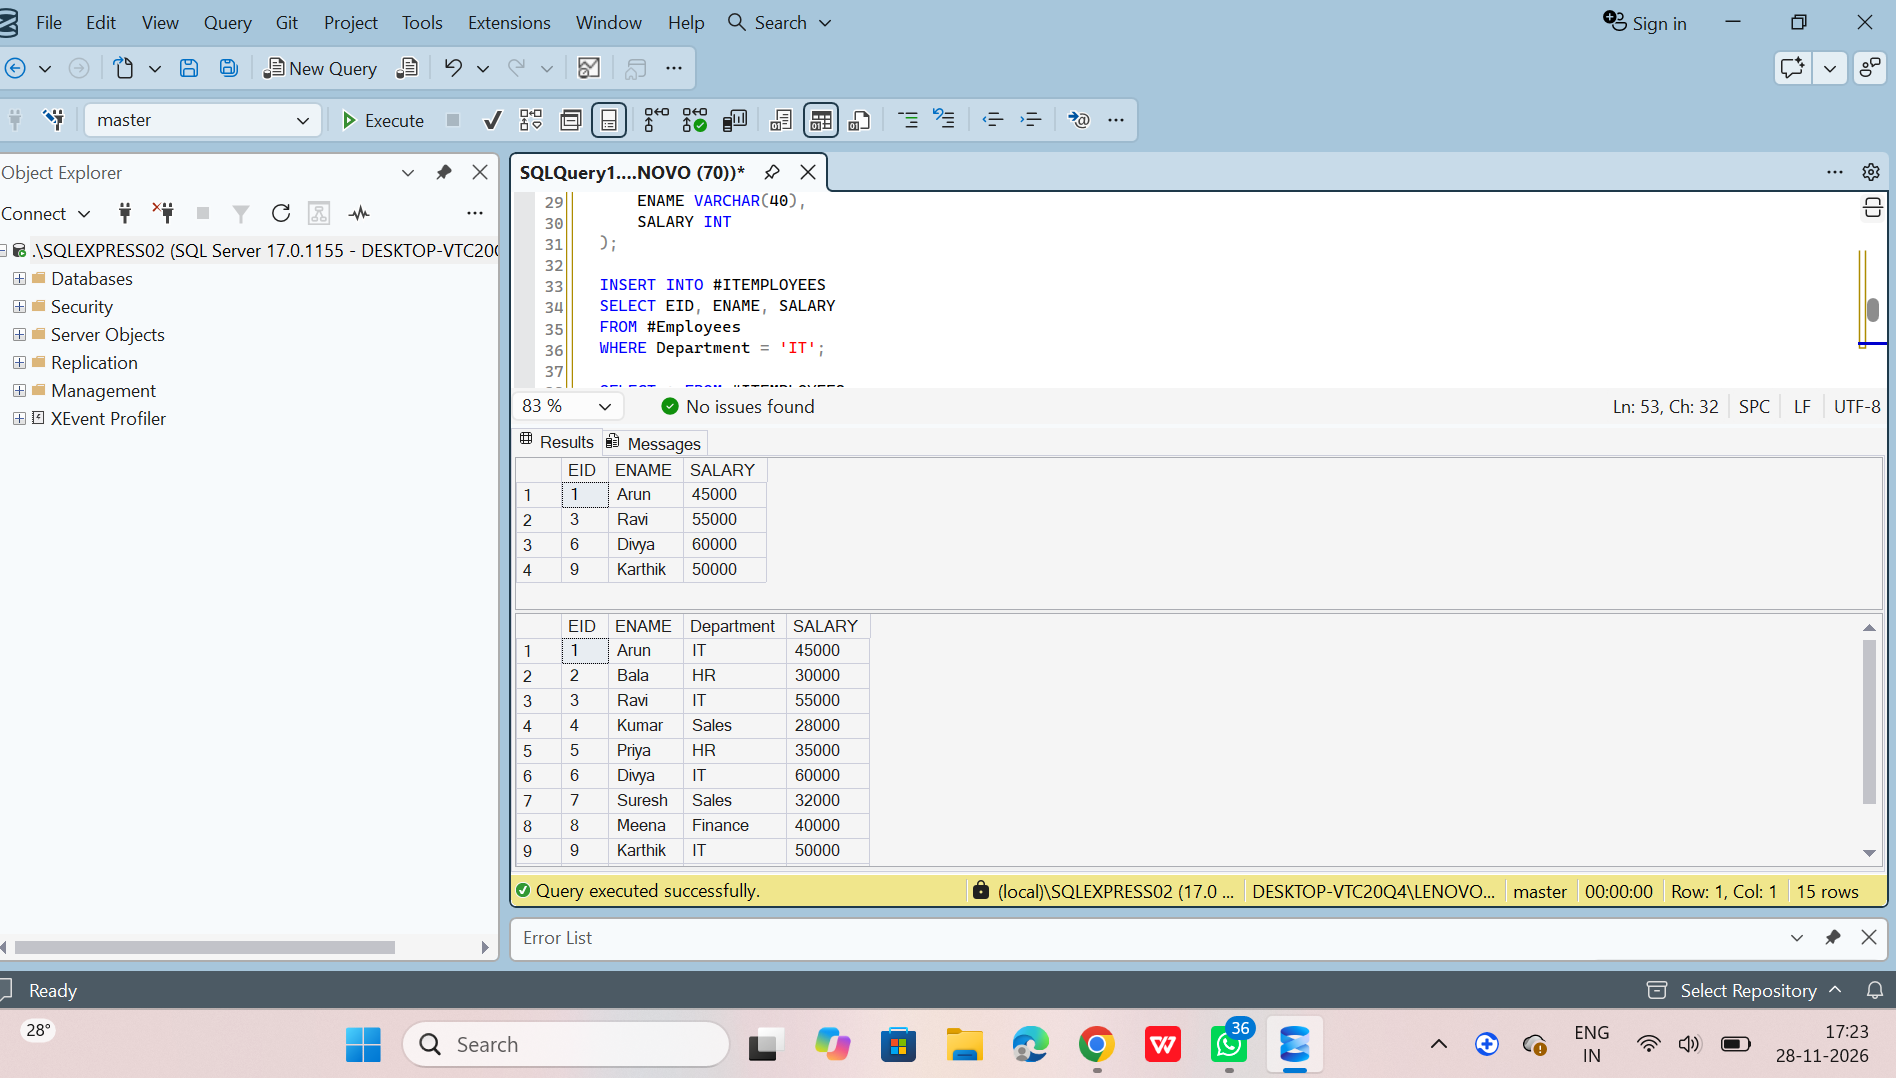 File Edit View Query Git Project Tools Extensions Window Help Search Sign in
New Query
master Execute
Object Explorer
Connect
.\SQLEXPRESS02 (SQL Server 17.0.1155 - DESKTOP-VTC20
Databases
Security
Server Objects
Replication
Management
XEvent Profiler
SQLQuery1....NOVO (70))*
29 ENAME VARCHAR(40),
30 SALARY INT
31 );
32
33 INSERT INTO #ITEMPLOYEES
34 SELECT EID, ENAME, SALARY
35 FROM #Employees
36 WHERE Department = 'IT';
37
83 % No issues found Ln: 53, Ch: 32 SPC LF UTF-8
Results Messages
EID ENAME SALARY
1 1 Arun 45000
2 3 Ravi 55000
3 6 Divya 60000
4 9 Karthik 50000
EID ENAME Department SALARY
1 1 Arun IT 45000
2 2 Bala HR 30000
3 3 Ravi IT 55000
4 4 Kumar Sales 28000
5 5 Priya HR 35000
6 6 Divya IT 60000
7 7 Suresh Sales 32000
8 8 Meena Finance 40000
9 9 Karthik IT 50000
Query executed successfully. (local)\SQLEXPRESS02 (17.0 ... DESKTOP-VTC20Q4\LENOVO... master 00:00:00 Row: 1, Col: 1 15 rows
Error List
Ready Select Repository
28° Search 36 ENG IN 17:23 28-11-2026